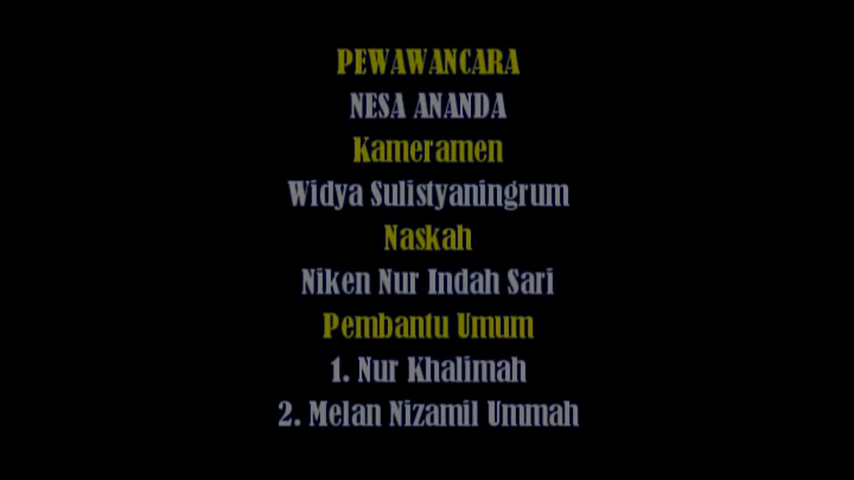 PEWAWANCARA
NESA ANANDA
Kameramen
Widya Sulistyaningrum
Naskah
Niken Nur Indah Sari
Pembantu Umum
1. Nur Khalimah
2. Melan Nizamil Ummah